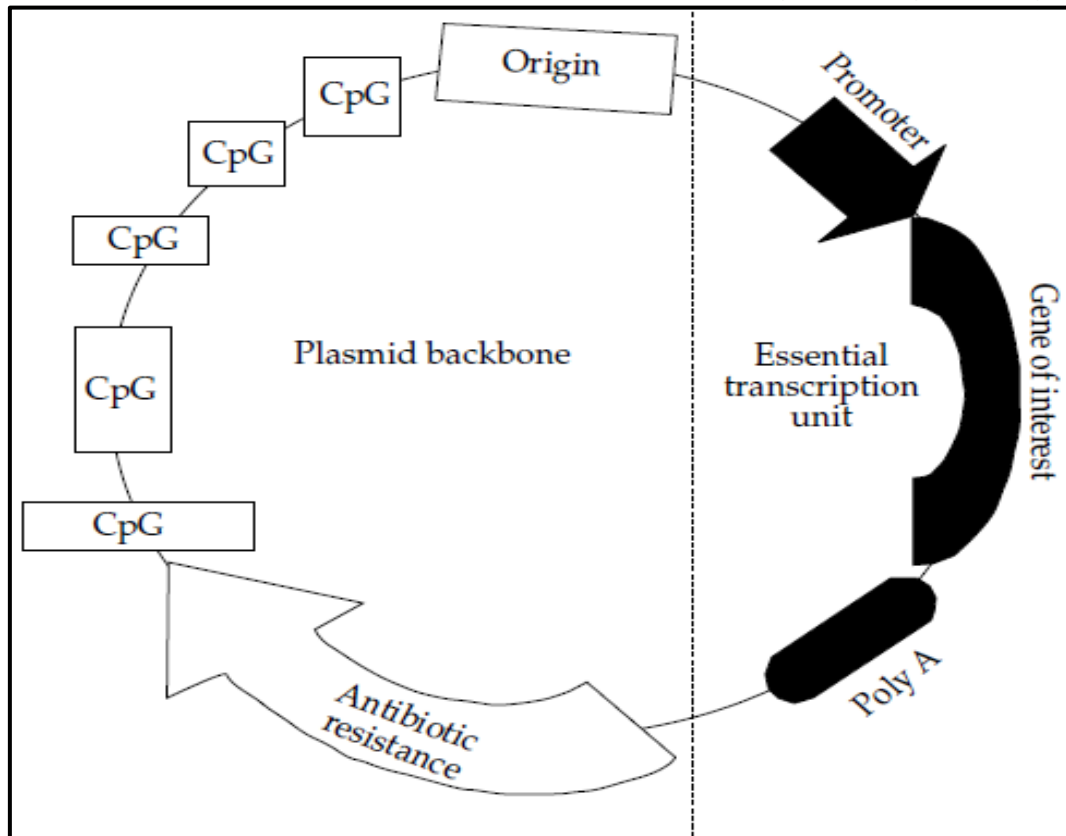 Origin
CpG
CpG
CpG
CpG
CpG
Plasmid backbone
Antibiotic
resistance
Promoter
Essential
transcription
unit
Gene of interest
Poly A